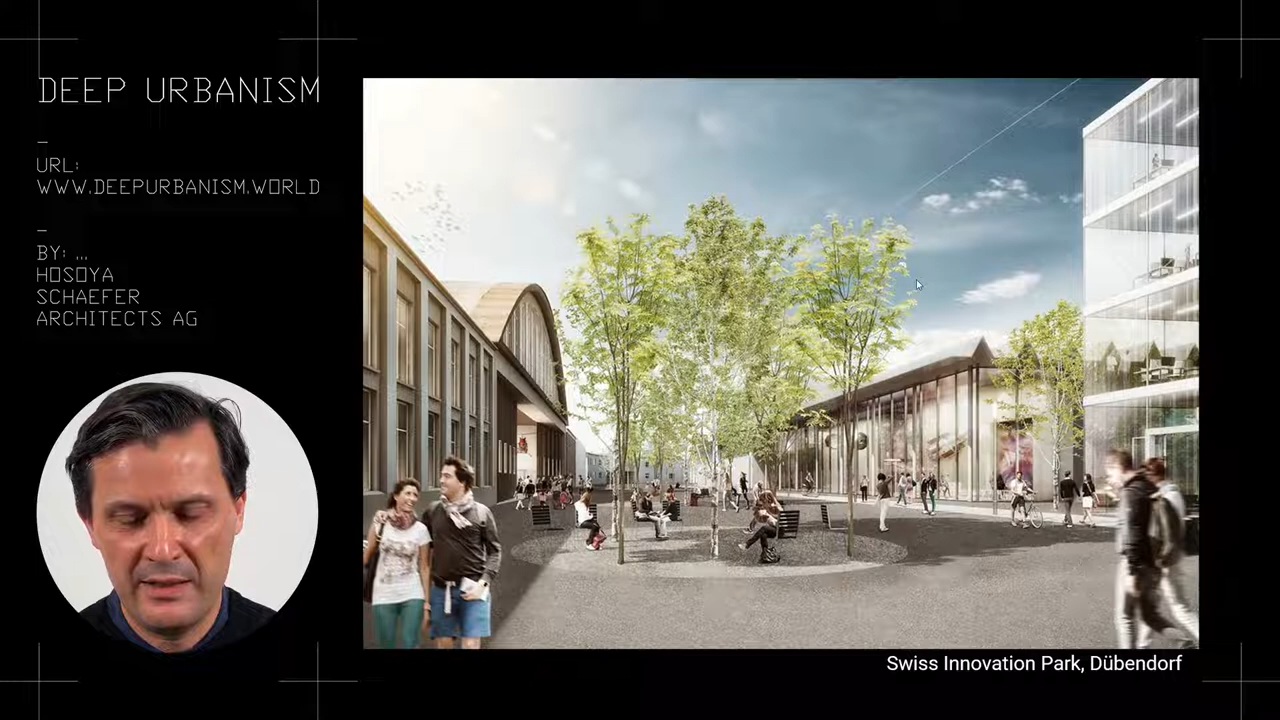 DEEP URBANISM
–
URL:
WWW.DEEPURBANISM.WORLD
–
BY: ...
HOSOYA
SCHAEFER
ARCHITECTS AG
Swiss Innovation Park, Dübendorf